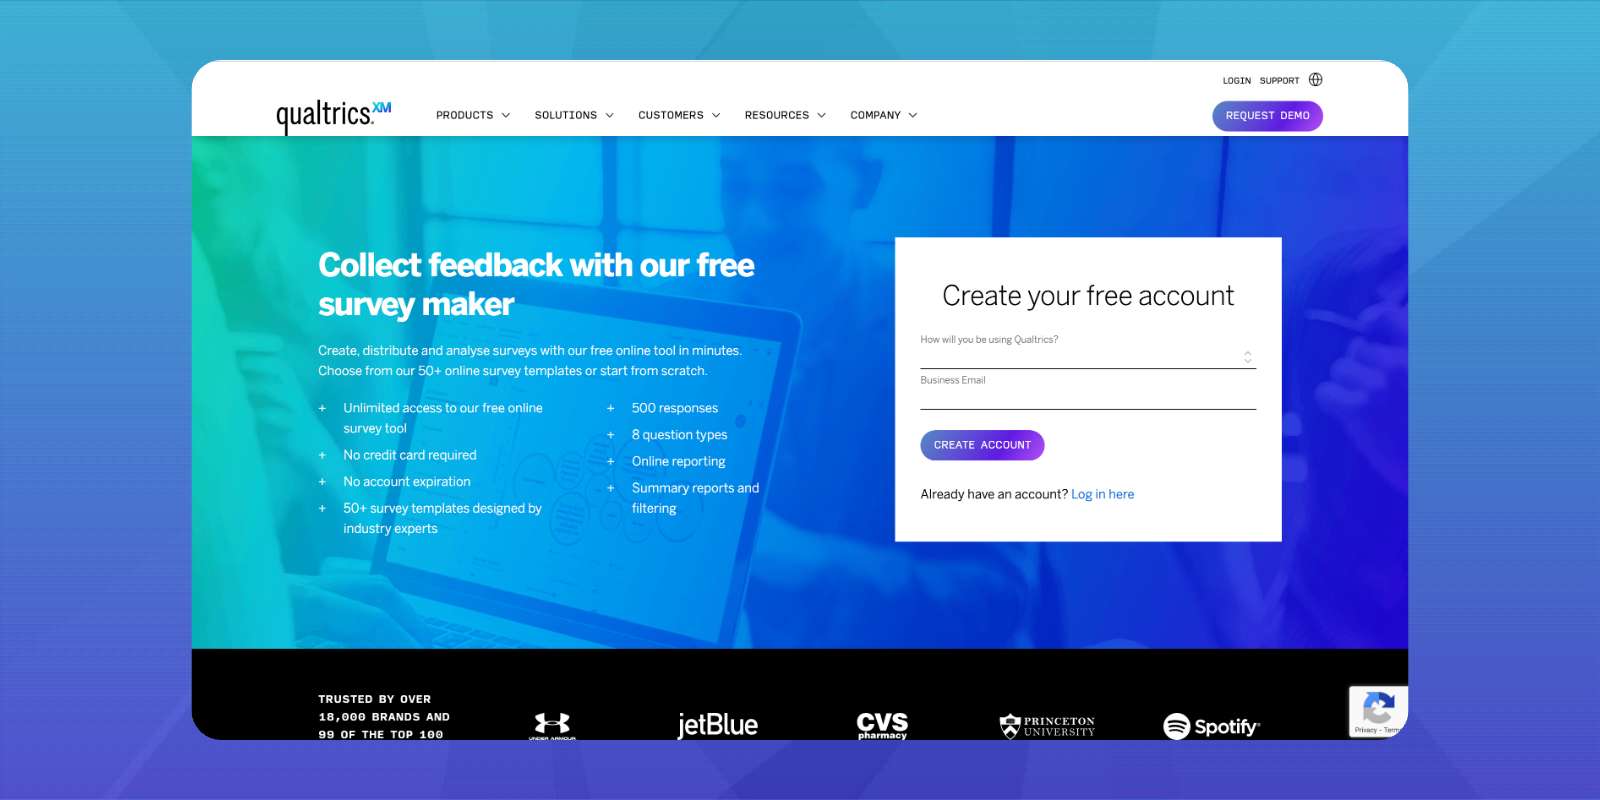 LOGIN SUPPORT
qualtrics.XM
PRODUCTS SOLUTIONS CUSTOMERS RESOURCES COMPANY
REQUEST DEMO
Collect feedback with our free
survey maker
Create, distribute and analyse surveys with our free online tool in minutes.
Choose from our 50+ online survey templates or start from scratch.
+ Unlimited access to our free online
survey tool
+ No credit card required
+ No account expiration
+ 50+ survey templates designed by
industry experts
+ 500 responses
+ 8 question types
+ Online reporting
+ Summary reports and
filtering
Create your free account
How will you be using Qualtrics?
Business Email
CREATE ACCOUNT
Already have an account? Log in here
TRUSTED BY OVER
18,000 BRANDS AND
99 OF THE TOP 100
UNDER ARMOUR
jetBlue
CVS
pharmacy
PRINCETON
UNIVERSITY
Spotify®
Privacy - Terms